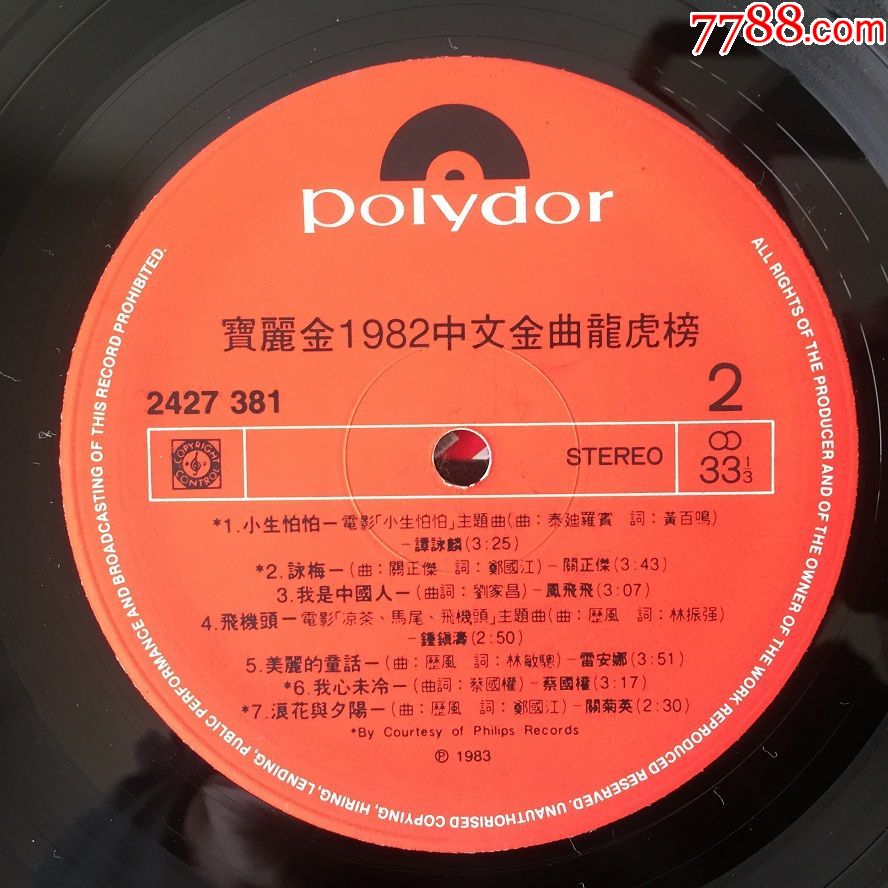 7788.com
polydor
寶麗金1982中文金曲龍虎榜
2427 381
2
COPYRIGHT CONTROL
STEREO
33⅓
*1.小生怕怕－電影「小生怕怕」主題曲(曲：泰迪羅賓 詞：黃百鳴)
－譚詠麟(3:25)
*2.詠梅－(曲：關正傑 詞：鄭國江)－關正傑(3:43)
3.我是中國人－(曲詞：劉家昌)－鳳飛飛(3:07)
4.飛機頭－電影「凉茶、馬尾、飛機頭」主題曲(曲：歷風 詞：林振强)
－鍾鎮濤(2:50)
5.美麗的童話－(曲：歷風 詞：林敏驄)－雷安娜(3:51)
*6.我心未冷－(曲詞：蔡國權)－蔡國權(3:17)
*7.浪花與夕陽－(曲：歷風 詞：鄭國江)－關菊英(2:30)
*By Courtesy of Philips Records
℗ 1983
ALL RIGHTS OF THE PRODUCER AND OF THE OWNER OF THE WORK REPRODUCED RESERVED. UNAUTHORISED COPYING, HIRING, LENDING, PUBLIC PERFORMANCE AND BROADCASTING OF THIS RECORD PROHIBITED.